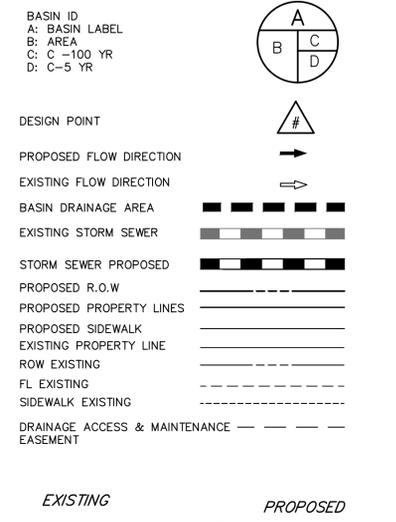 BASIN ID
A: BASIN LABEL
B: AREA
C: C -100 YR
D: C-5 YR
A
B
C
D
DESIGN POINT
#
PROPOSED FLOW DIRECTION
EXISTING FLOW DIRECTION
BASIN DRAINAGE AREA
EXISTING STORM SEWER
STORM SEWER PROPOSED
PROPOSED R.O.W
PROPOSED PROPERTY LINES
PROPOSED SIDEWALK
EXISTING PROPERTY LINE
ROW EXISTING
FL EXISTING
SIDEWALK EXISTING
DRAINAGE ACCESS & MAINTENANCE
EASEMENT
EXISTING
PROPOSED